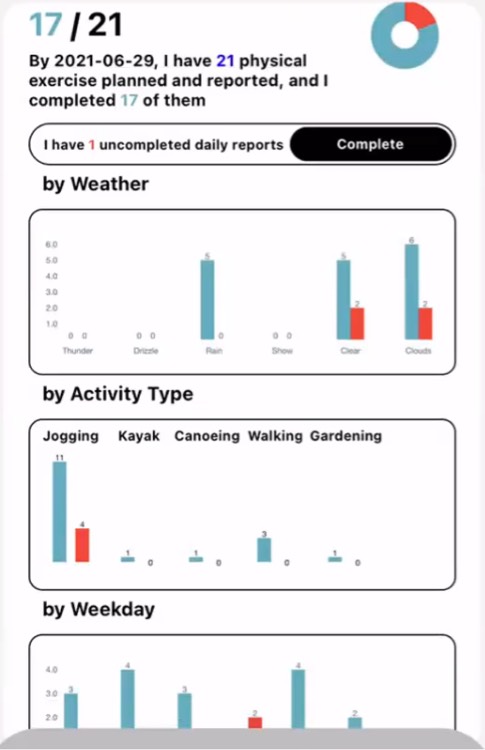 17 / 21
By 2021-06-29, I have 21 physical
exercise planned and reported, and I
completed 17 of them
I have 1 uncompleted daily reports
Complete
by Weather
6.0
5.0
4.0
3.0
2.0
1.0
0 0 0 0 5 0 0 0 5 2 6 2
Thunder Drizzle Rain Show Clear Clouds
by Activity Type
Jogging Kayak Canoeing Walking Gardening
11 4 1 0 1 0 3 0 1 0
by Weekday
4.0
3.0
2.0
3 4 3 2 4 2